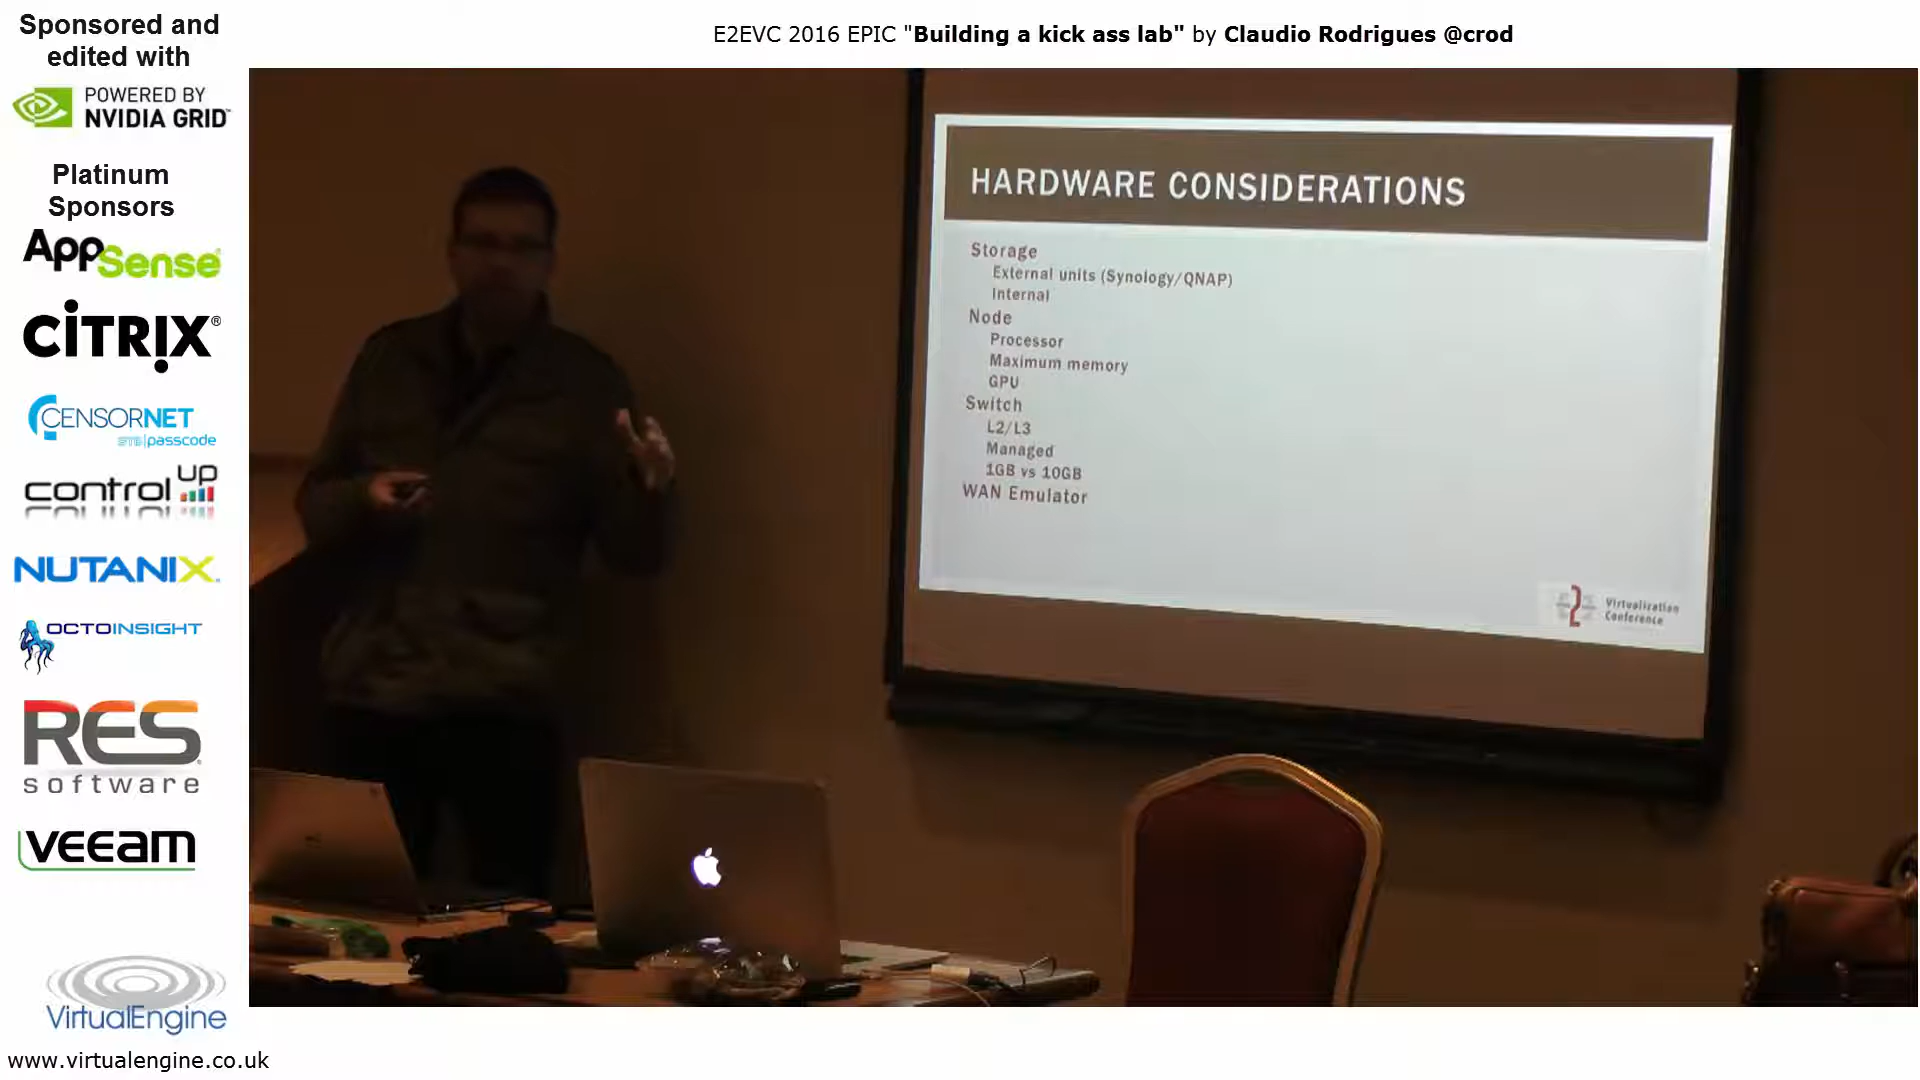 Sponsored and
edited with
POWERED BY
NVIDIA GRID
Platinum
Sponsors
AppSense
CITRIX®
CENSORNET
SMS|passcode
control up
NUTANIX
OCTOINSIGHT
RES
software
veeam
VirtualEngine
www.virtualengine.co.uk
E2EVC 2016 EPIC "Building a kick ass lab" by Claudio Rodrigues @crod
HARDWARE CONSIDERATIONS
Storage
External units (Synology/QNAP)
Internal
Node
Processor
Maximum memory
GPU
Switch
L2/L3
Managed
1GB vs 10GB
WAN Emulator
Virtualization
Conference